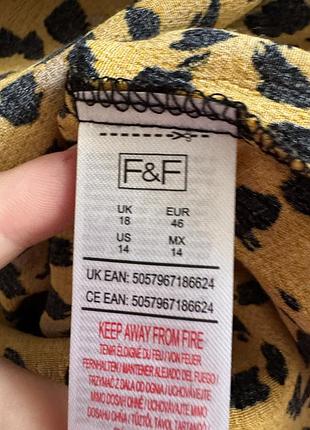 F&F
UK EUR
18 46
US MX
14 14
UK EAN: 5057967186624
CE EAN: 5057967186624
KEEP AWAY FROM FIRE
TENIR ÉLOIGNÉ DU FEU / VON FEUER
FERNHALTEN / MANTENER ALEJADO DEL FUEGO /
TRZYMAĆ Z DALA OD OGNIA / UCHOVÁVEJTE
MIMO DOSAH OHNĚ / UCHOVÁVAJTE MIMO
DOSAHU OHŇA / TŰZTŐL TÁVOL TARTANDÓ